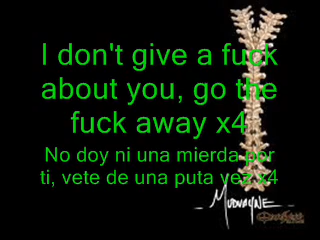 I don't give a fuck
about you, go the
fuck away x4
No doy ni una mierda por
ti, vete de una puta vez x4
MUDVAYNE